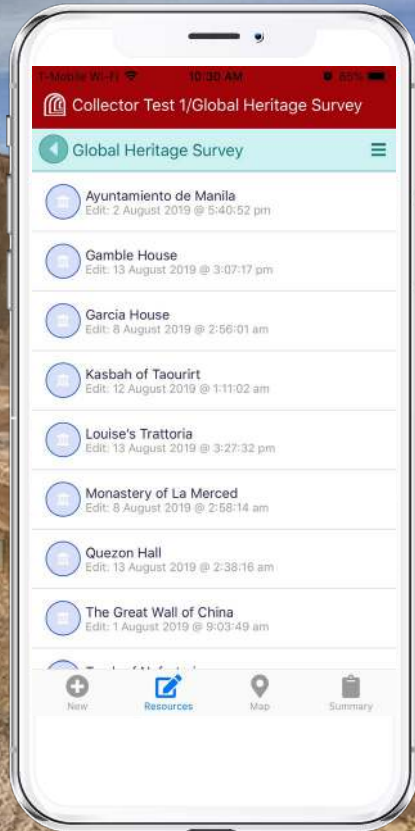 T-Mobile Wi-Fi 10:30 AM 85%
Collector Test 1/Global Heritage Survey
Global Heritage Survey
Ayuntamiento de Manila
Edit: 2 August 2019 @ 5:40:52 pm
Gamble House
Edit: 13 August 2019 @ 3:07:17 pm
Garcia House
Edit: 8 August 2019 @ 2:56:01 am
Kasbah of Taourirt
Edit: 12 August 2019 @ 1:11:02 am
Louise's Trattoria
Edit: 13 August 2019 @ 3:27:32 pm
Monastery of La Merced
Edit: 8 August 2019 @ 2:58:14 am
Quezon Hall
Edit: 13 August 2019 @ 2:38:16 am
The Great Wall of China
Edit: 1 August 2019 @ 9:03:49 am
New Resources Map Summary